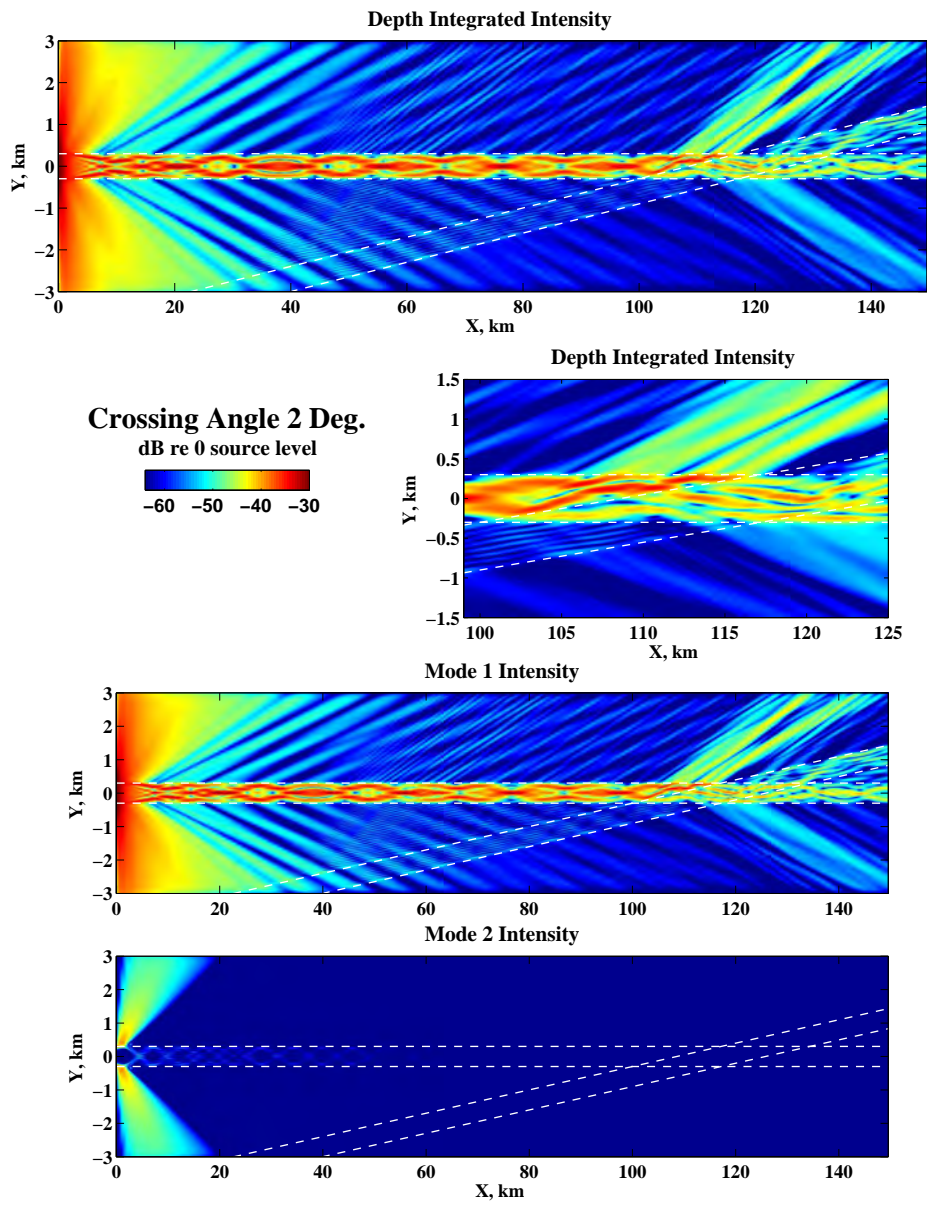 Depth Integrated Intensity
3
2
1
0
−1
−2
−3
Y, km
0 20 40 60 80 100 120 140
X, km
Depth Integrated Intensity
Crossing Angle 2 Deg.
dB re 0 source level
−60 −50 −40 −30
1.5
1
0.5
0
−0.5
−1
−1.5
Y, km
100 105 110 115 120 125
X, km
Mode 1 Intensity
3
2
1
0
−1
−2
−3
Y, km
0 20 40 60 80 100 120 140
Mode 2 Intensity
3
2
1
0
−1
−2
−3
Y, km
0 20 40 60 80 100 120 140
X, km